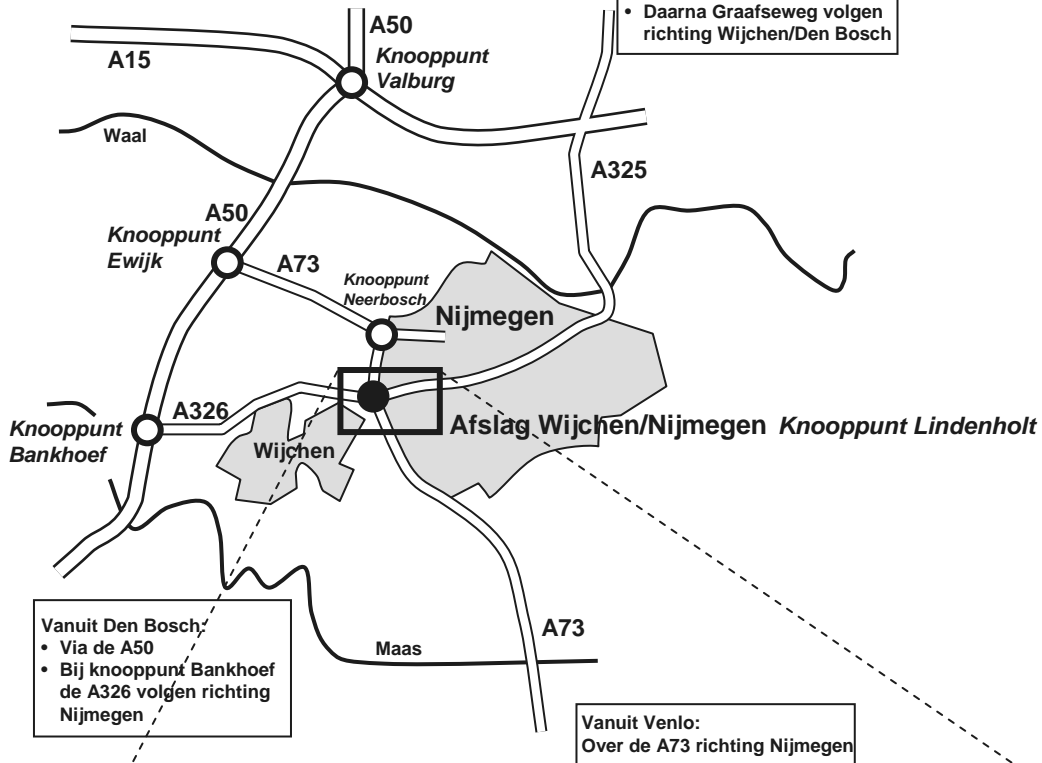 • Daarna Graafseweg volgen
richting Wijchen/Den Bosch
A50
A15
Knooppunt
Valburg
Waal
A325
A50
Knooppunt
Ewijk
A73
Knooppunt
Neerbosch
Nijmegen
A326
Knooppunt
Bankhoef
Wijchen
Afslag Wijchen/Nijmegen Knooppunt Lindenholt
Vanuit Den Bosch:
• Via de A50
• Bij knooppunt Bankhoef
de A326 volgen richting
Nijmegen
Maas
A73
Vanuit Venlo:
Over de A73 richting Nijmegen